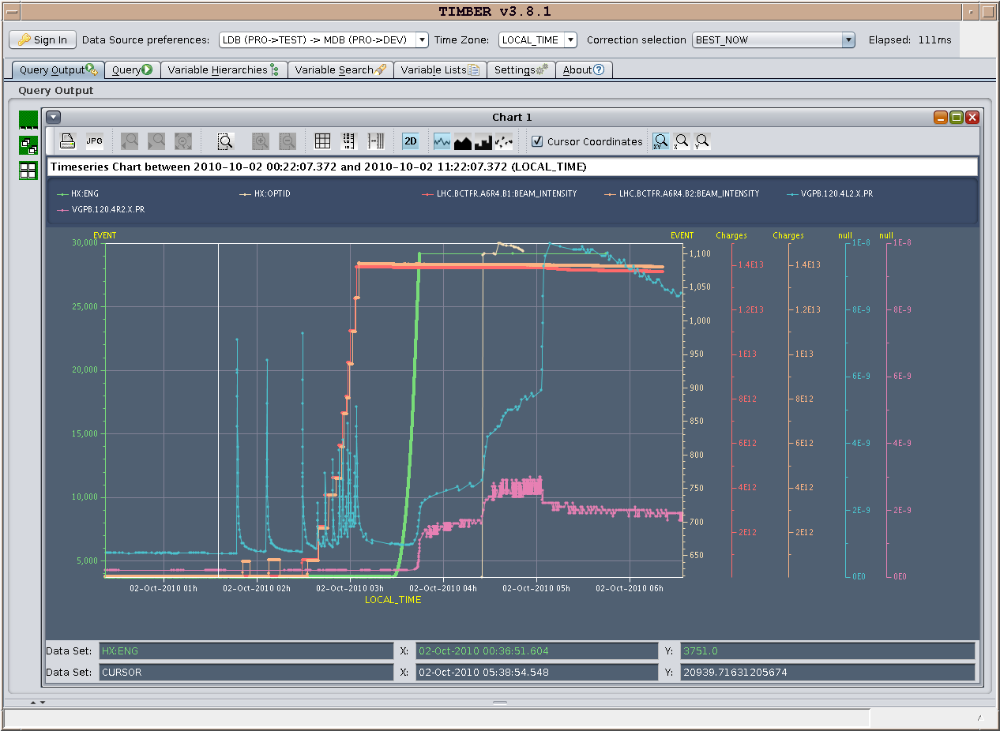 TIMBER v3.8.1
Sign In Data Source preferences: LDB (PRO->TEST) -> MDB (PRO->DEV) Time Zone: LOCAL_TIME Correction selection BEST_NOW Elapsed: 111ms
Query Output Query Variable Hierarchies Variable Search Variable Lists Settings About
Query Output
Chart 1
JPG 2D Cursor Coordinates XY X Y
Timeseries Chart between 2010-10-02 00:22:07.372 and 2010-10-02 11:22:07.372 (LOCAL_TIME)
HX:ENG HX:OPTID LHC.BCTFR.A6R4.B1:BEAM_INTENSITY LHC.BCTFR.A6R4.B2:BEAM_INTENSITY VGPB.120.4L2.X.PR
VGPB.120.4R2.X.PR
EVENT EVENT Charges Charges null null
30,000 1E-8 1E-8
1,100
1.4E13 1.4E13
1,050
25,000 1.2E13 1.2E13 8E-9 8E-9
1,000
950 1E13 1E13
20,000 6E-9 6E-9
900
850 8E12 8E12
15,000
4E-9 4E-9
800 6E12 6E12
750 4E12 4E12
10,000
2E-9 2E-9
700
2E12 2E12
5,000
650
0E0 0E0
02-Oct-2010 01h 02-Oct-2010 02h 02-Oct-2010 03h 02-Oct-2010 04h 02-Oct-2010 05h 02-Oct-2010 06h
LOCAL_TIME
Data Set: HX:ENG X: 02-Oct-2010 00:36:51.604 Y: 3751.0
Data Set: CURSOR X: 02-Oct-2010 05:38:54.548 Y: 20939.71631205674